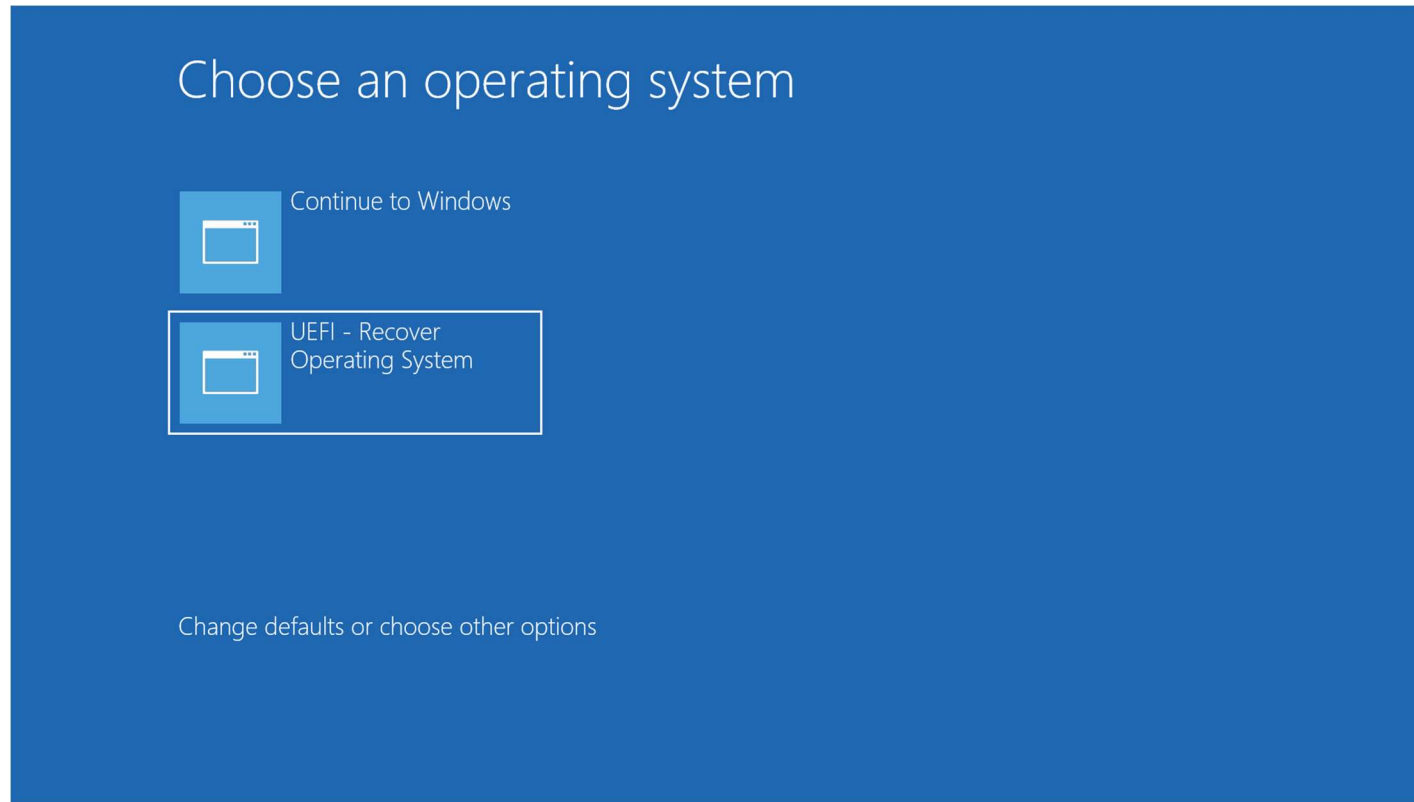 Choose an operating system
Continue to Windows
UEFI - Recover
Operating System
Change defaults or choose other options